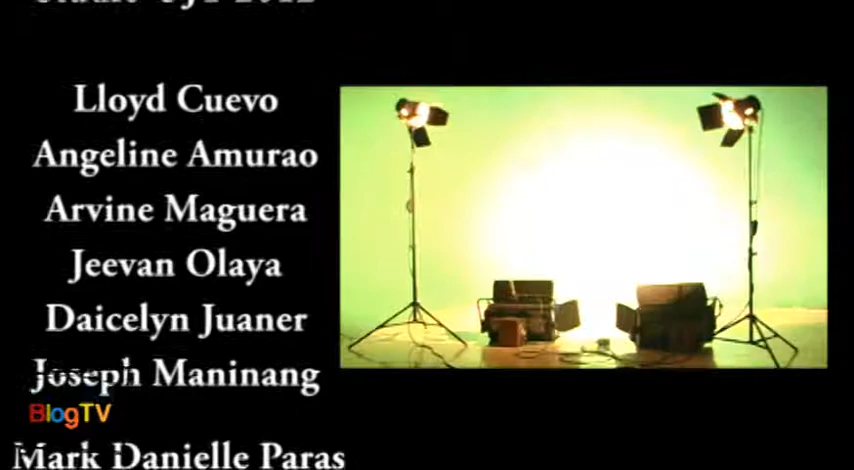 Lloyd Cuevo
Angeline Amurao
Arvine Maguera
Jeevan Olaya
Daicelyn Juaner
Joseph Maninang
BlogTV
Mark Danielle Paras